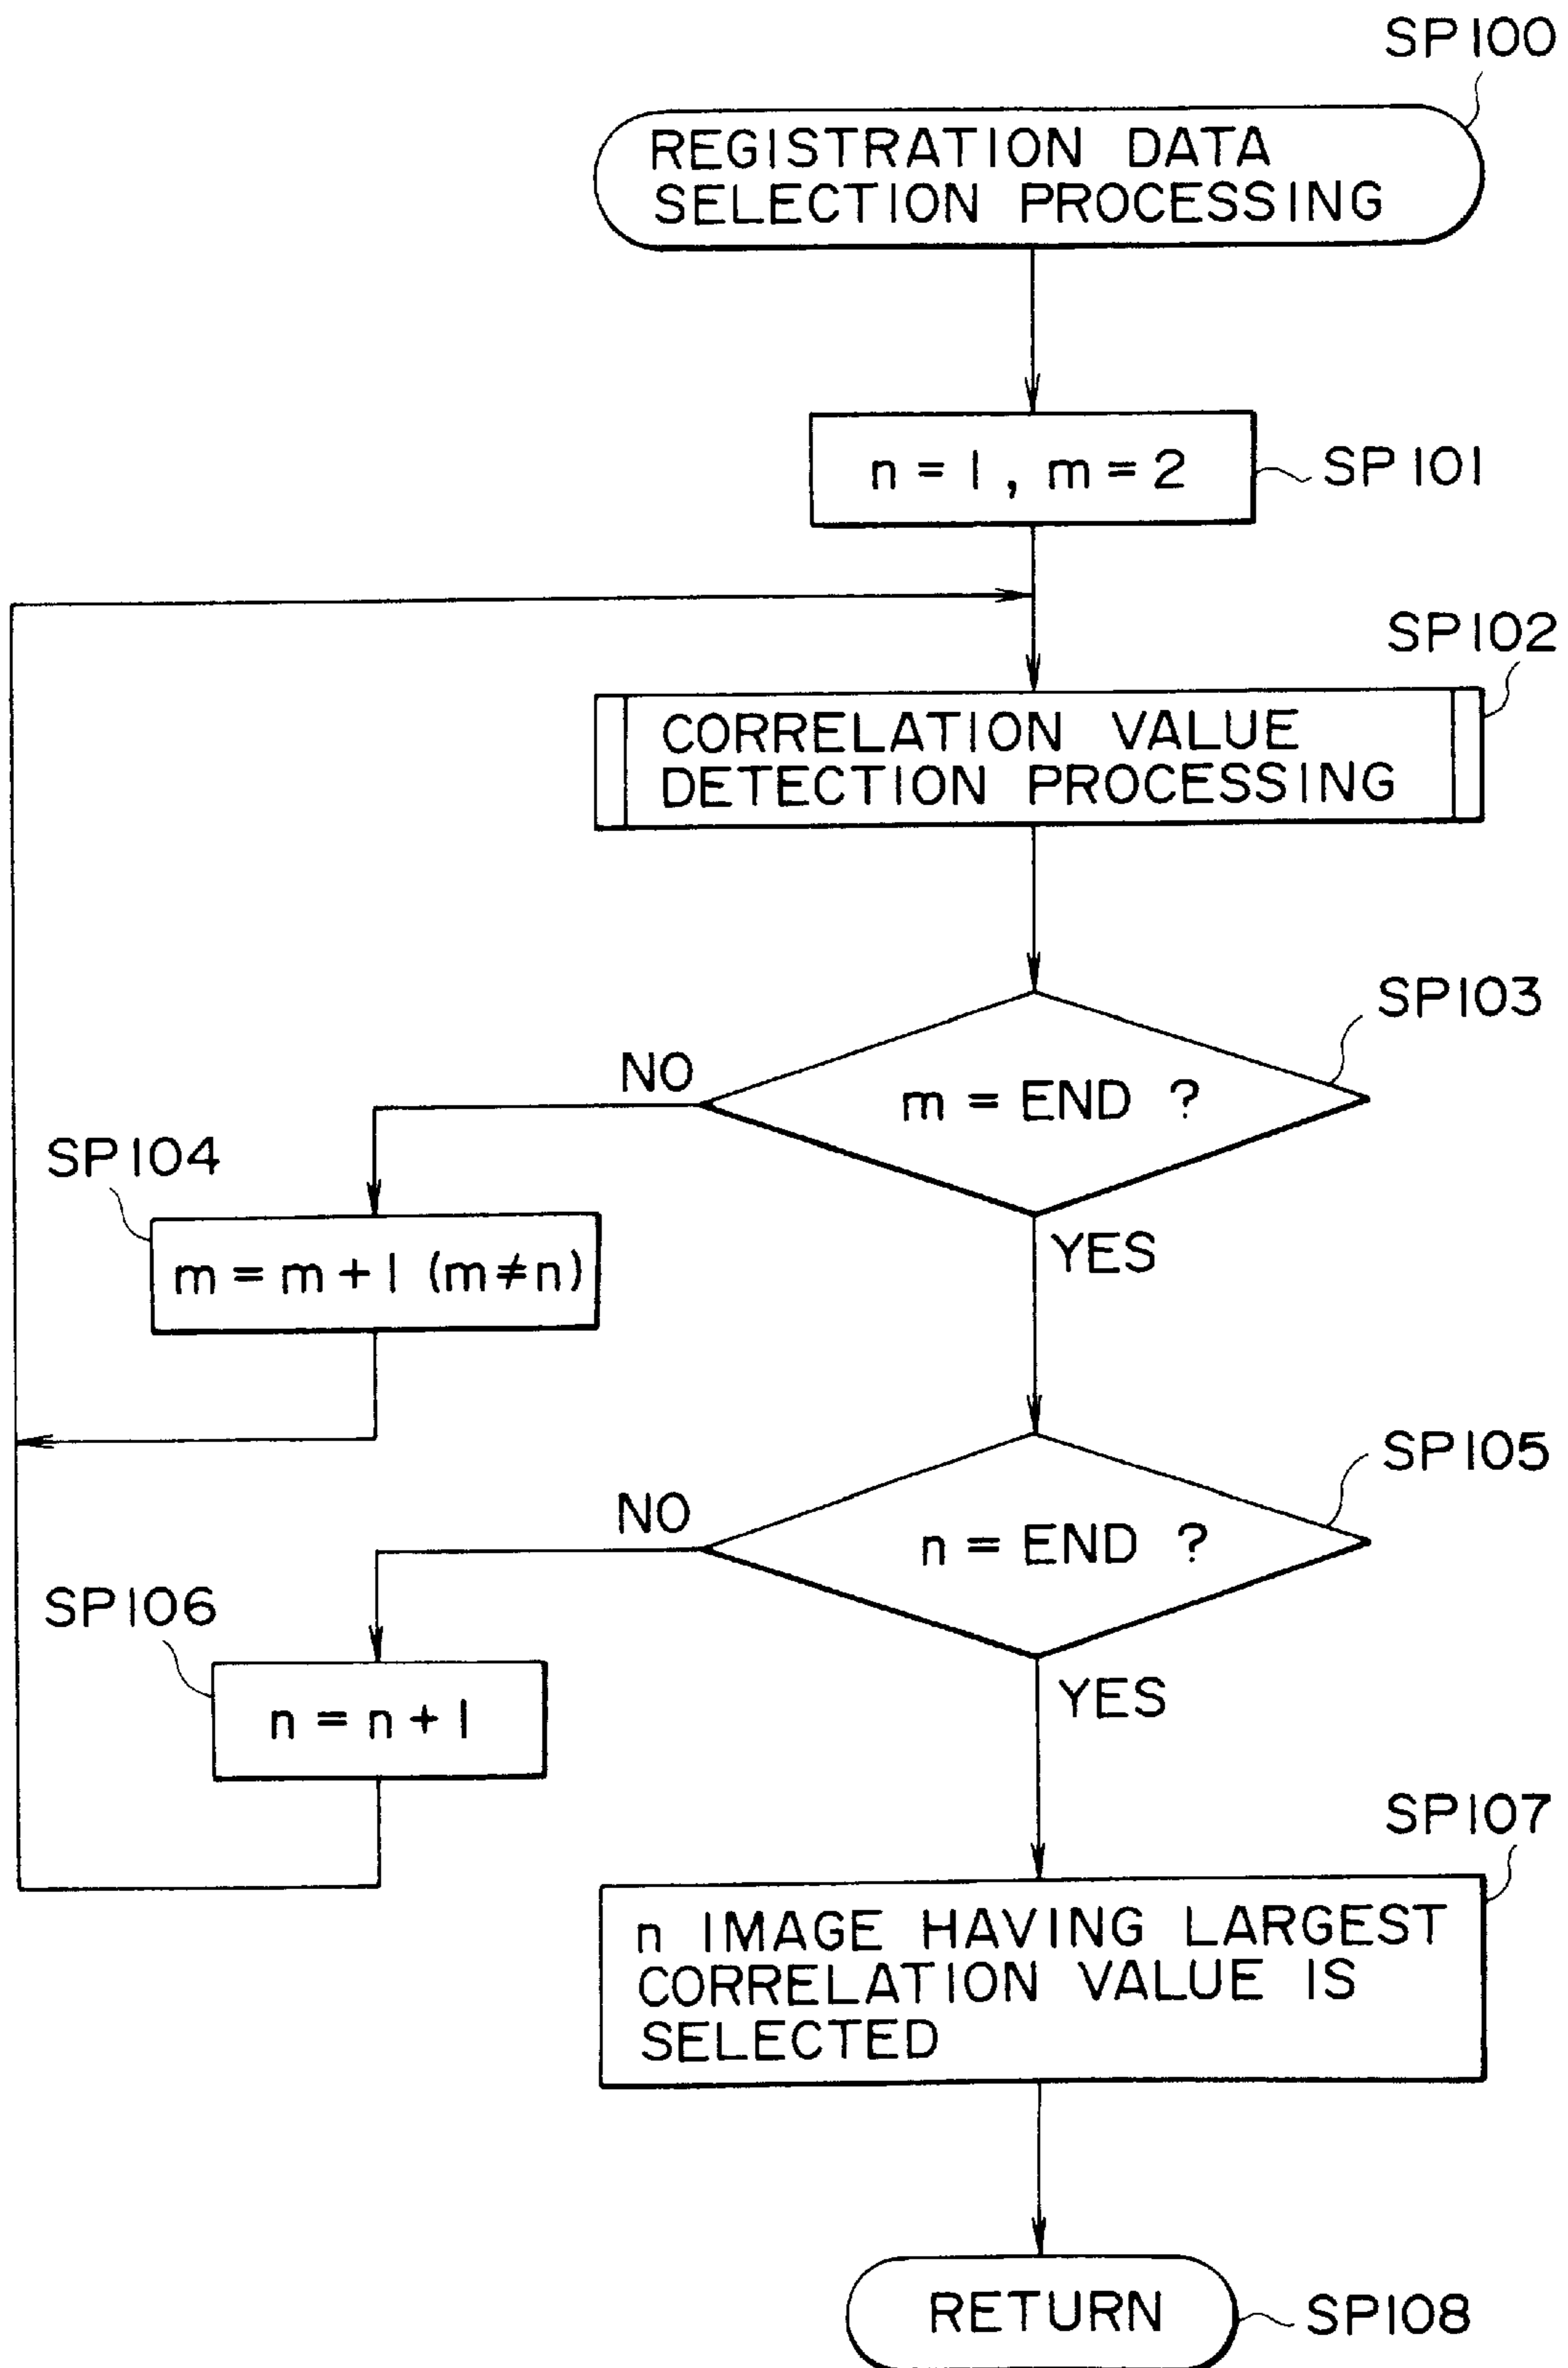 SP100
REGISTRATION DATA
SELECTION PROCESSING
n = 1 , m = 2
SP101
SP102
CORRELATION VALUE
DETECTION PROCESSING
SP103
NO
m = END ?
SP104
YES
m = m + 1 (m≠n)
SP105
NO
n = END ?
SP106
YES
n = n + 1
SP107
n IMAGE HAVING LARGEST
CORRELATION VALUE IS
SELECTED
RETURN
SP108